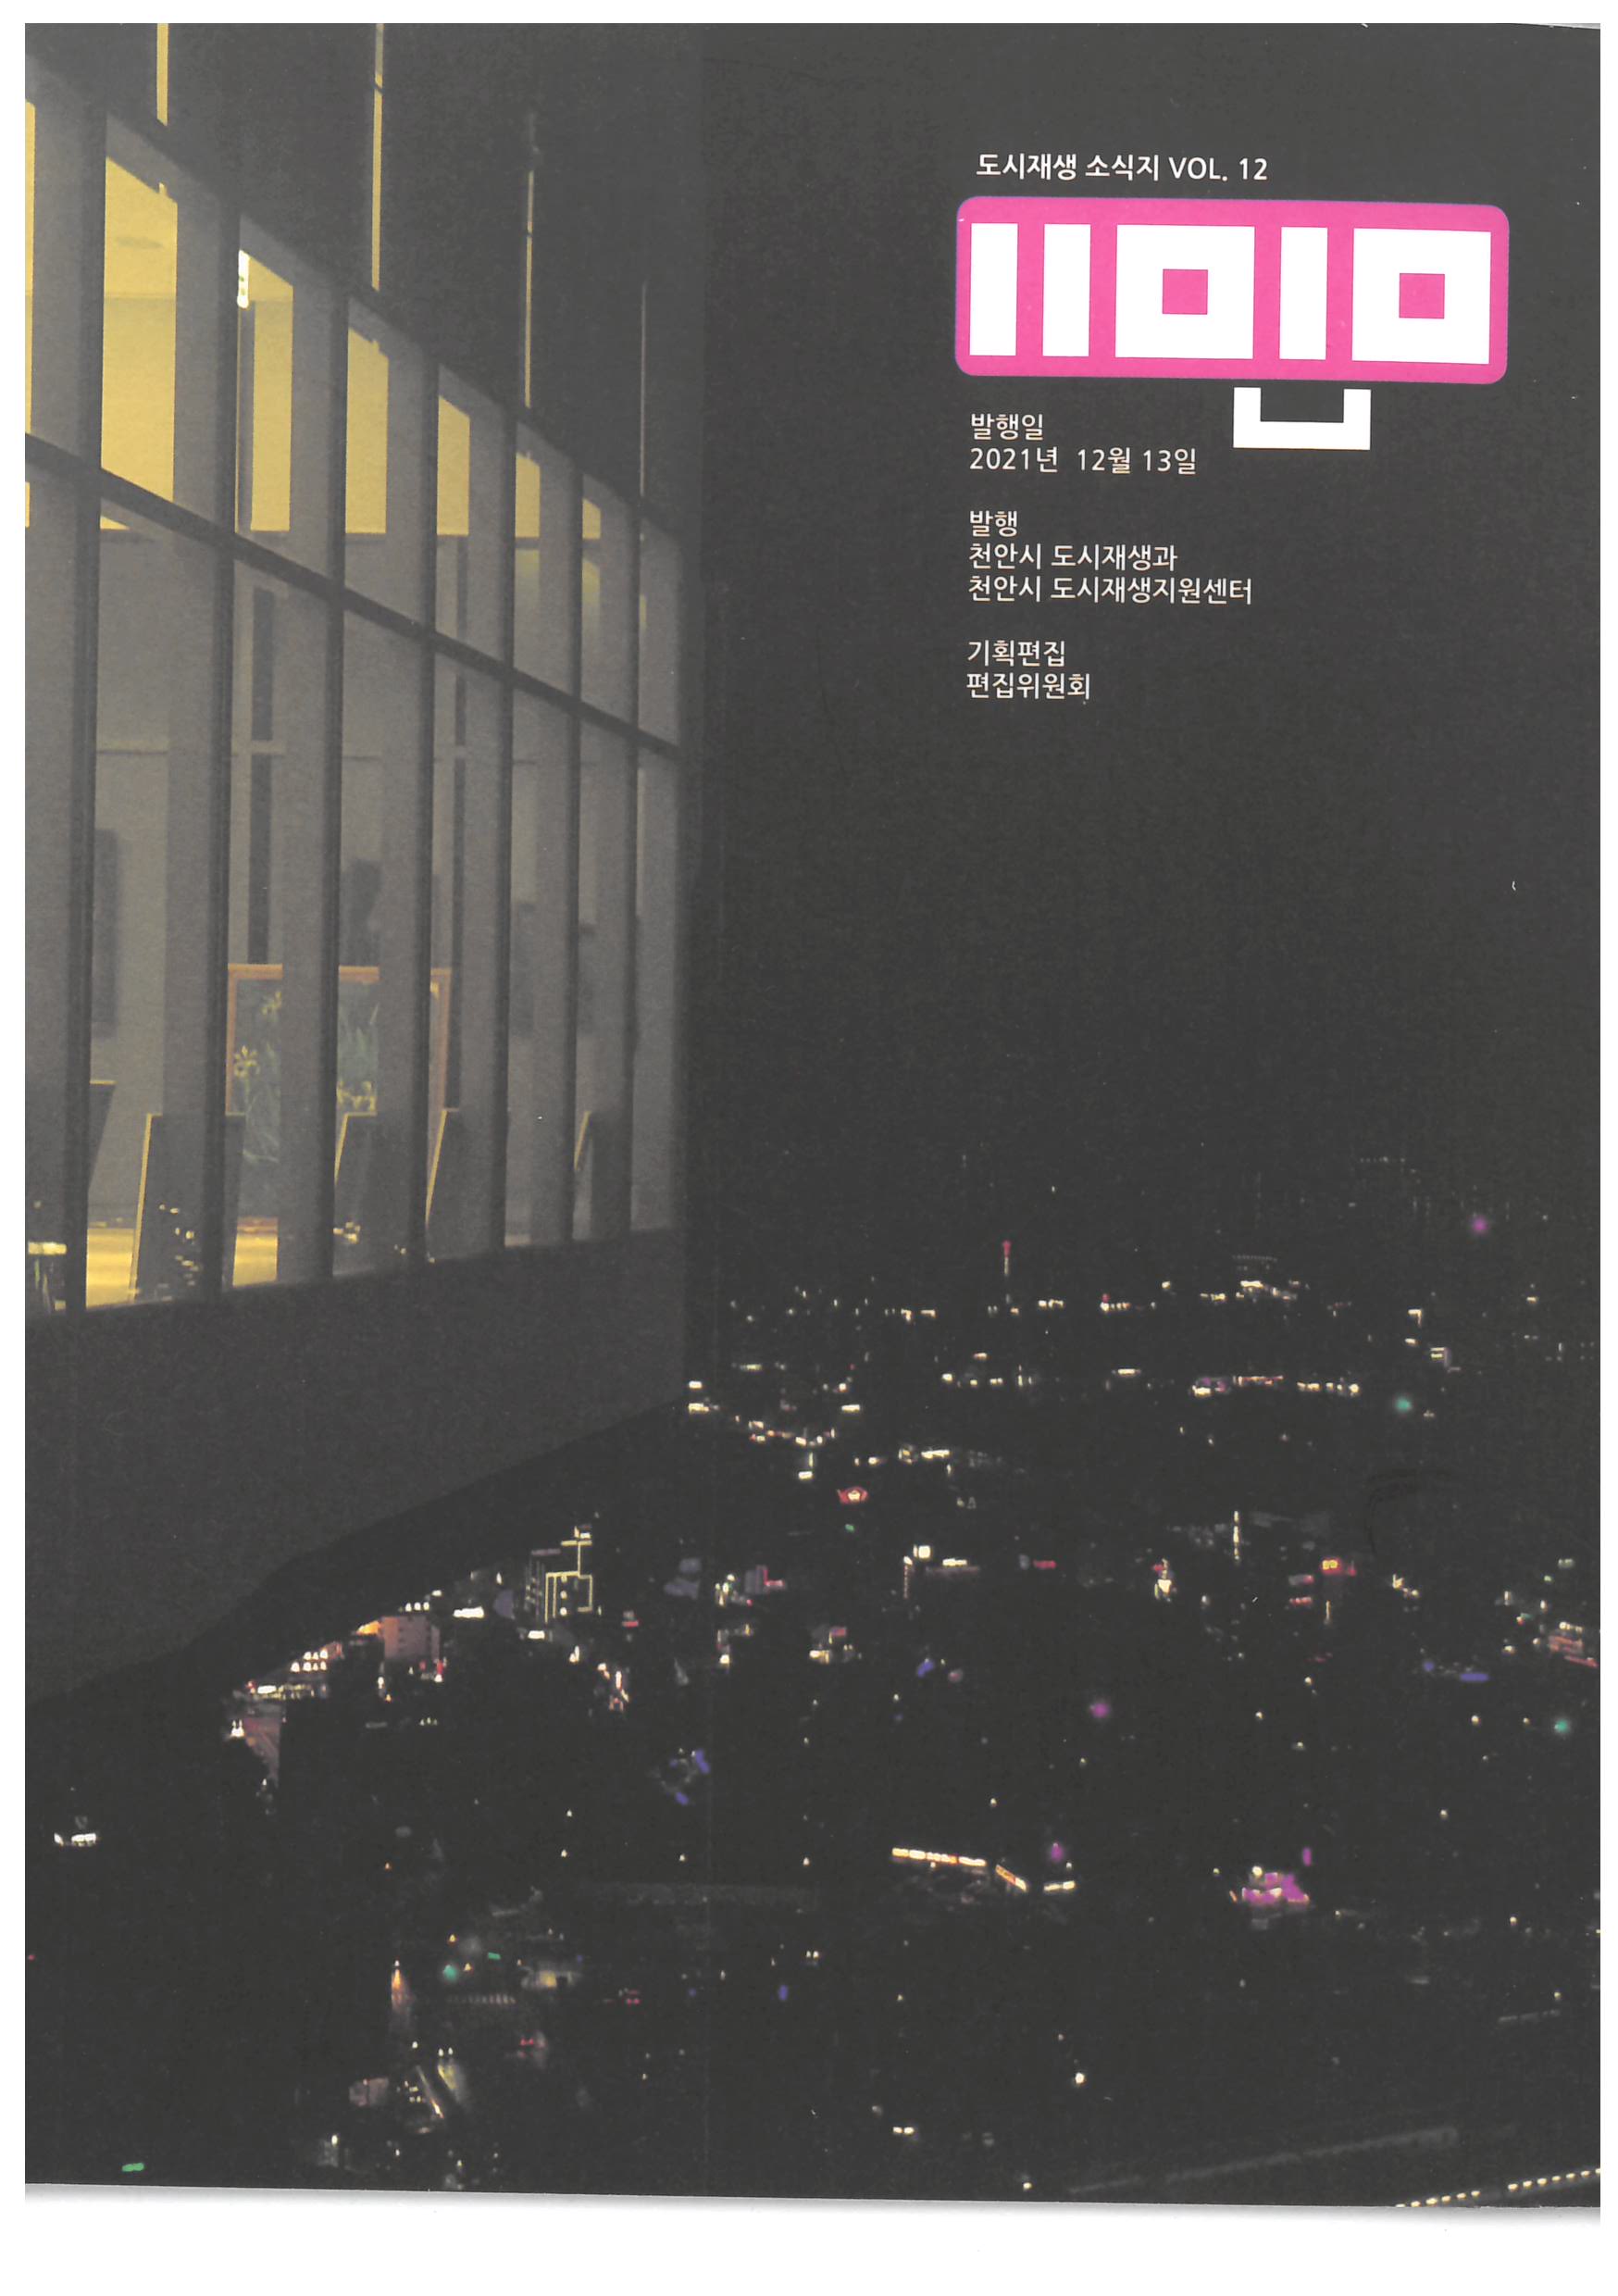 도시재생 소식지 VOL. 12
발행일
2021년 12월 13일
발행
천안시 도시재생과
천안시 도시재생지원센터
기획편집
편집위원회